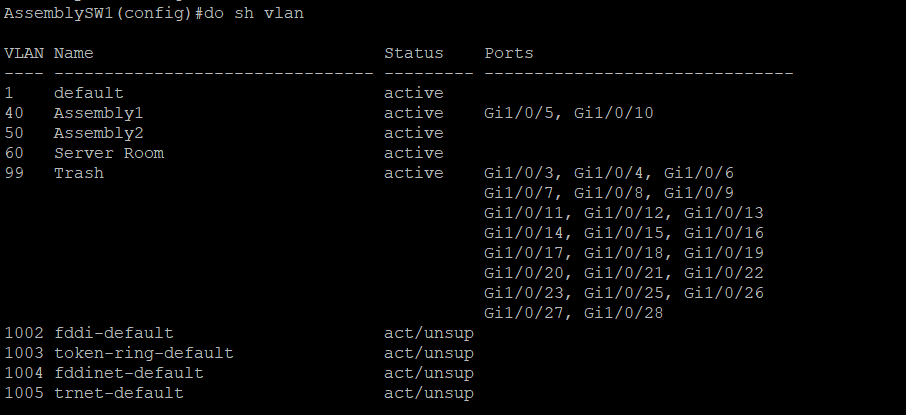 AssemblySW1(config)#do sh vlan
VLAN Name                             Status    Ports
---- -------------------------------- --------- -------------------------------
1    default                          active
40   Assembly1                        active    Gi1/0/5, Gi1/0/10
50   Assembly2                        active
60   Server Room                      active
99   Trash                            active    Gi1/0/3, Gi1/0/4, Gi1/0/6
                                                Gi1/0/7, Gi1/0/8, Gi1/0/9
                                                Gi1/0/11, Gi1/0/12, Gi1/0/13
                                                Gi1/0/14, Gi1/0/15, Gi1/0/16
                                                Gi1/0/17, Gi1/0/18, Gi1/0/19
                                                Gi1/0/20, Gi1/0/21, Gi1/0/22
                                                Gi1/0/23, Gi1/0/25, Gi1/0/26
                                                Gi1/0/27, Gi1/0/28
1002 fddi-default                     act/unsup
1003 token-ring-default               act/unsup
1004 fddinet-default                  act/unsup
1005 trnet-default                    act/unsup